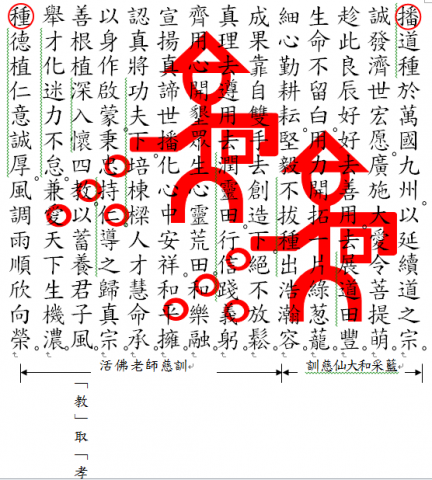 播道種於萬國九州。以延續道之宗。
誠發濟世宏愿。廣施大愛令菩提萌。
趁此良辰好好去善用。去展道田豐。
生命不留白用力開拓一片綠葱蘢。
細心勤耕耘。堅毅不拔種出浩瀚容。
成果靠自雙手去創造下絕不放鬆。
真理去遵用去潤靈田。行信踐義躬。
齊用心開墾眾生心靈荒田和樂融。
宣揚真諦世播化心中安祥和平擁。
認真將功夫下。培棟樑人才慧命承。
以身作啟蒙秉忠持仁導之歸真宗。
善根植深入懷四教。以蓄養君子風。
舉才化迷力不怠。兼善天下生機濃。
種德植仁意誠厚。風調雨順欣向榮。
訓慈仙大和采藍
活佛老師慈訓
「教」取「孝